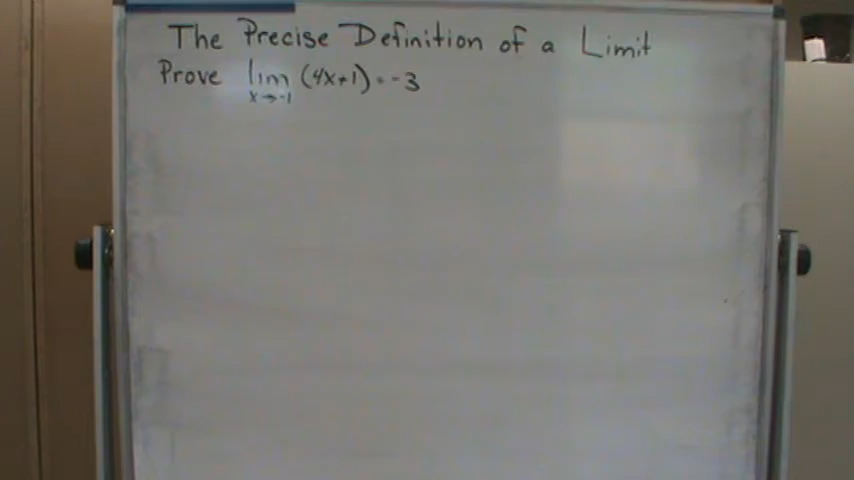 The Precise Definition of a Limit
Prove lim (4x+1) = -3
x→-1